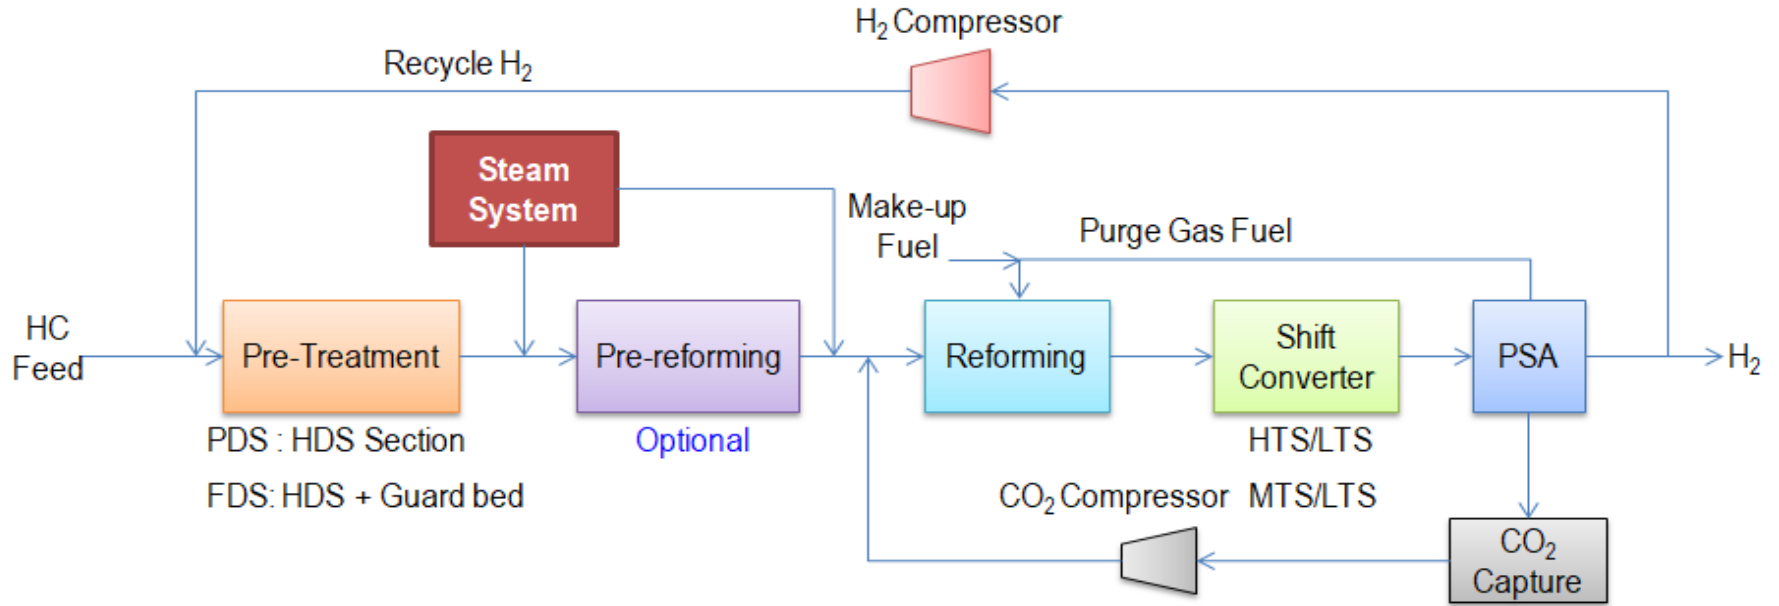 H₂ Compressor
Recycle H₂
Steam
System
Make-up
Fuel
Purge Gas Fuel
HC
Feed
Pre-Treatment
Pre-reforming
Reforming
Shift
Converter
PSA
H₂
PDS : HDS Section
Optional
HTS/LTS
FDS: HDS + Guard bed
CO₂ Compressor
MTS/LTS
CO₂
Capture